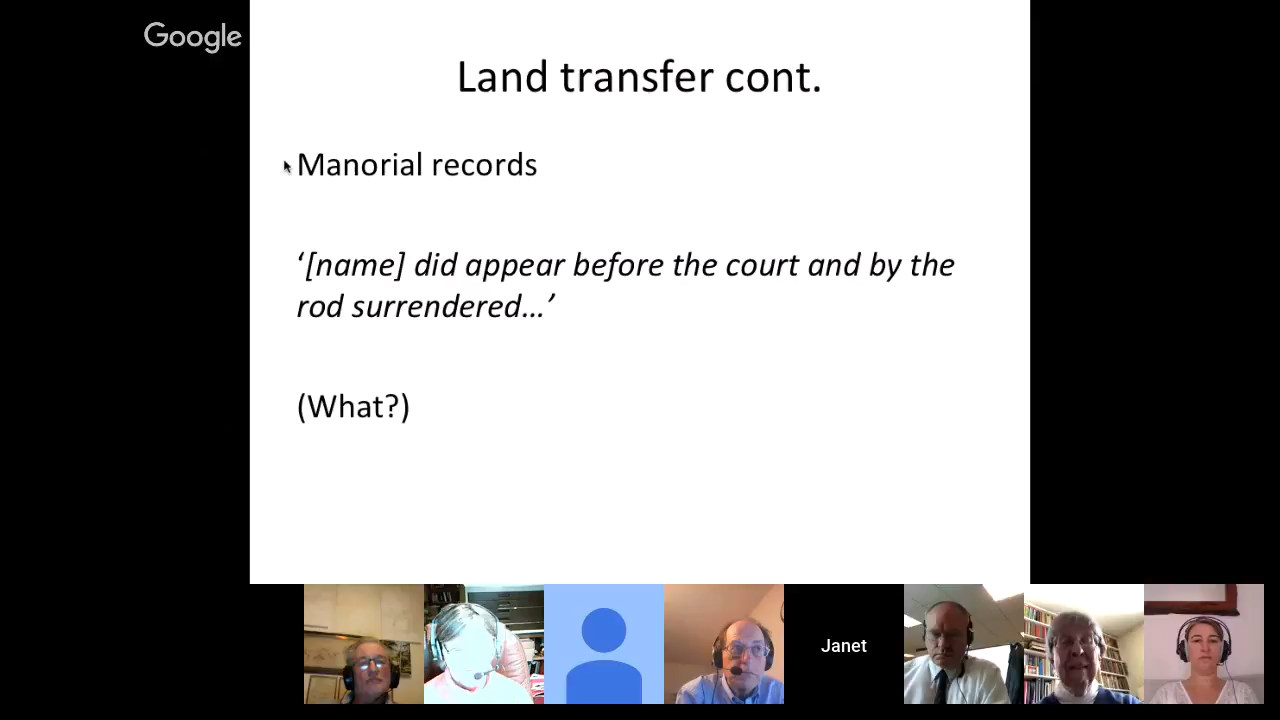 Google
Land transfer cont.
Manorial records
‘[name] did appear before the court and by the
rod surrendered…’
(What?)
Janet